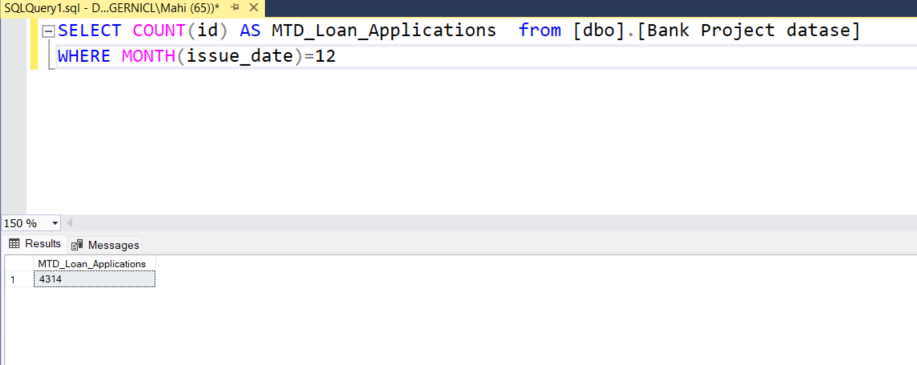 SQLQuery1.sql - D...GERNICL\Mahi (65))*
SELECT COUNT(id) AS MTD_Loan_Applications from [dbo].[Bank Project datase]
WHERE MONTH(issue_date)=12
150 %
Results Messages
MTD_Loan_Applications
1 4314